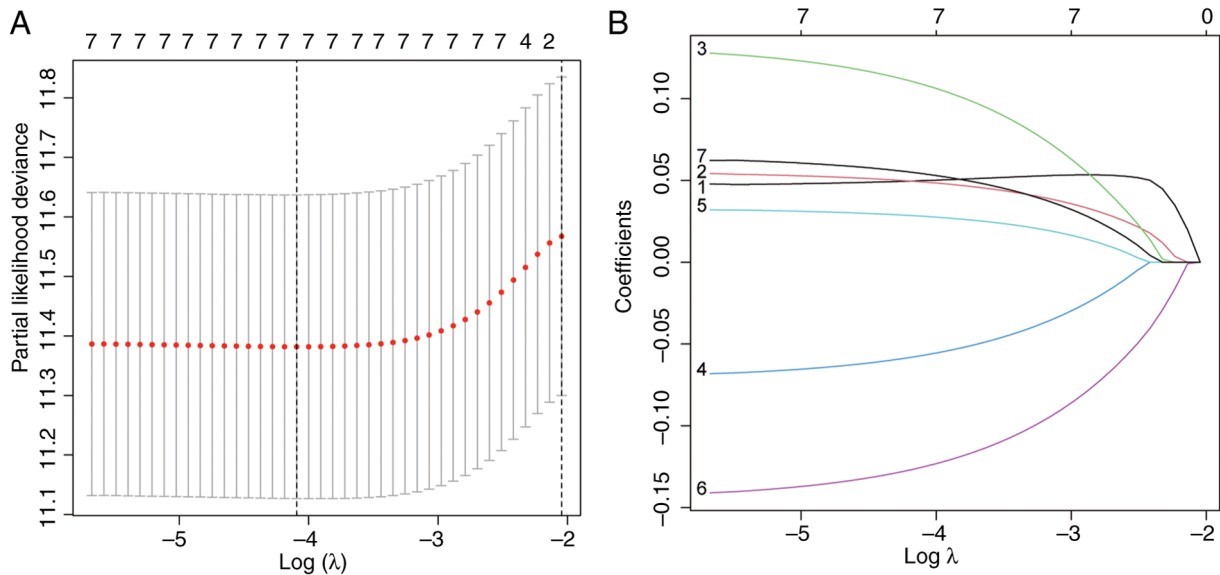 A
7 7 7 7 7 7 7 7 7 7 7 7 7 7 7 7 7 7 4 2
Partial likelihood deviance
11.8
11.7
11.6
11.5
11.4
11.3
11.2
11.1
–5 –4 –3 –2
Log (λ)
B
7 7 7 0
Coefficients
0.10
0.05
0.00
–0.05
–0.10
–0.15
3
7
2
1
5
4
6
–5 –4 –3 –2
Log λ